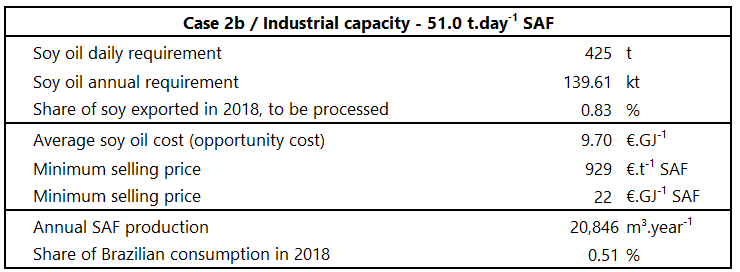 Case 2b / Industrial capacity - 51.0 t.day⁻¹ SAF
Soy oil daily requirement 425 t
Soy oil annual requirement 139.61 kt
Share of soy exported in 2018, to be processed 0.83 %
Average soy oil cost (opportunity cost) 9.70 €.GJ⁻¹
Minimum selling price 929 €.t⁻¹ SAF
Minimum selling price 22 €.GJ⁻¹ SAF
Annual SAF production 20,846 m³.year⁻¹
Share of Brazilian consumption in 2018 0.51 %